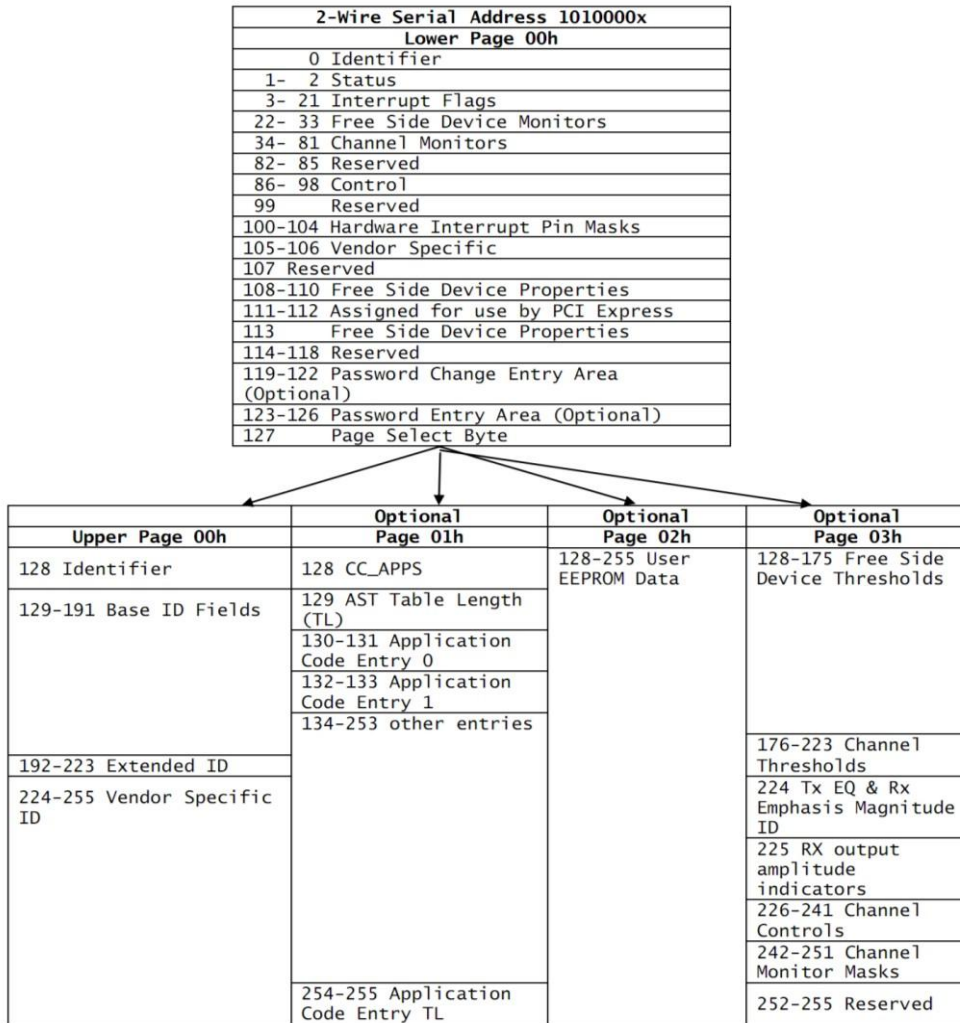 2-Wire Serial Address 1010000x
Lower Page 00h
0 Identifier
1- 2 Status
3- 21 Interrupt Flags
22- 33 Free Side Device Monitors
34- 81 Channel Monitors
82- 85 Reserved
86- 98 Control
99 Reserved
100-104 Hardware Interrupt Pin Masks
105-106 Vendor Specific
107 Reserved
108-110 Free Side Device Properties
111-112 Assigned for use by PCI Express
113 Free Side Device Properties
114-118 Reserved
119-122 Password Change Entry Area
(Optional)
123-126 Password Entry Area (Optional)
127 Page Select Byte
Upper Page 00h
128 Identifier
129-191 Base ID Fields
192-223 Extended ID
224-255 Vendor Specific
ID
Optional
Page 01h
128 CC_APPS
129 AST Table Length
(TL)
130-131 Application
Code Entry 0
132-133 Application
Code Entry 1
134-253 other entries
254-255 Application
Code Entry TL
Optional
Page 02h
128-255 User
EEPROM Data
Optional
Page 03h
128-175 Free Side
Device Thresholds
176-223 Channel
Thresholds
224 Tx EQ & Rx
Emphasis Magnitude
ID
225 RX output
amplitude
indicators
226-241 Channel
Controls
242-251 Channel
Monitor Masks
252-255 Reserved